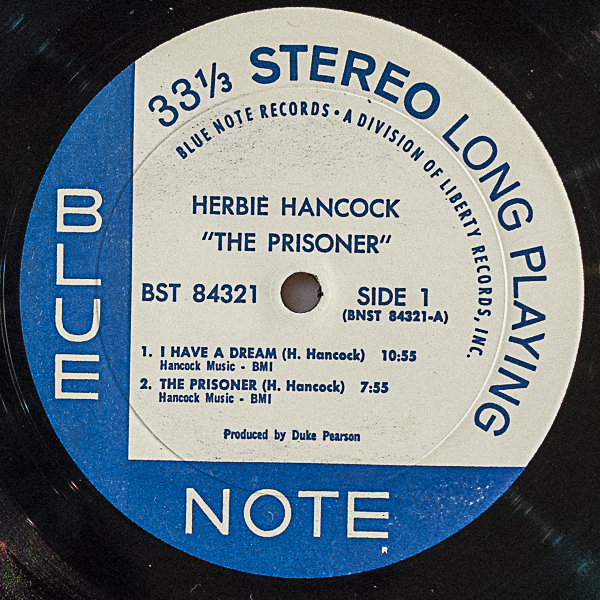 33⅓ STEREO LONG PLAYING
BLUE NOTE RECORDS • A DIVISION OF LIBERTY RECORDS, INC.
HERBIE HANCOCK
"THE PRISONER"
BST 84321
SIDE 1
(BNST 84321-A)
1. I HAVE A DREAM (H. Hancock) 10:55
Hancock Music - BMI
2. THE PRISONER (H. Hancock) 7:55
Hancock Music - BMI
Produced by Duke Pearson
BLUE
NOTE
R